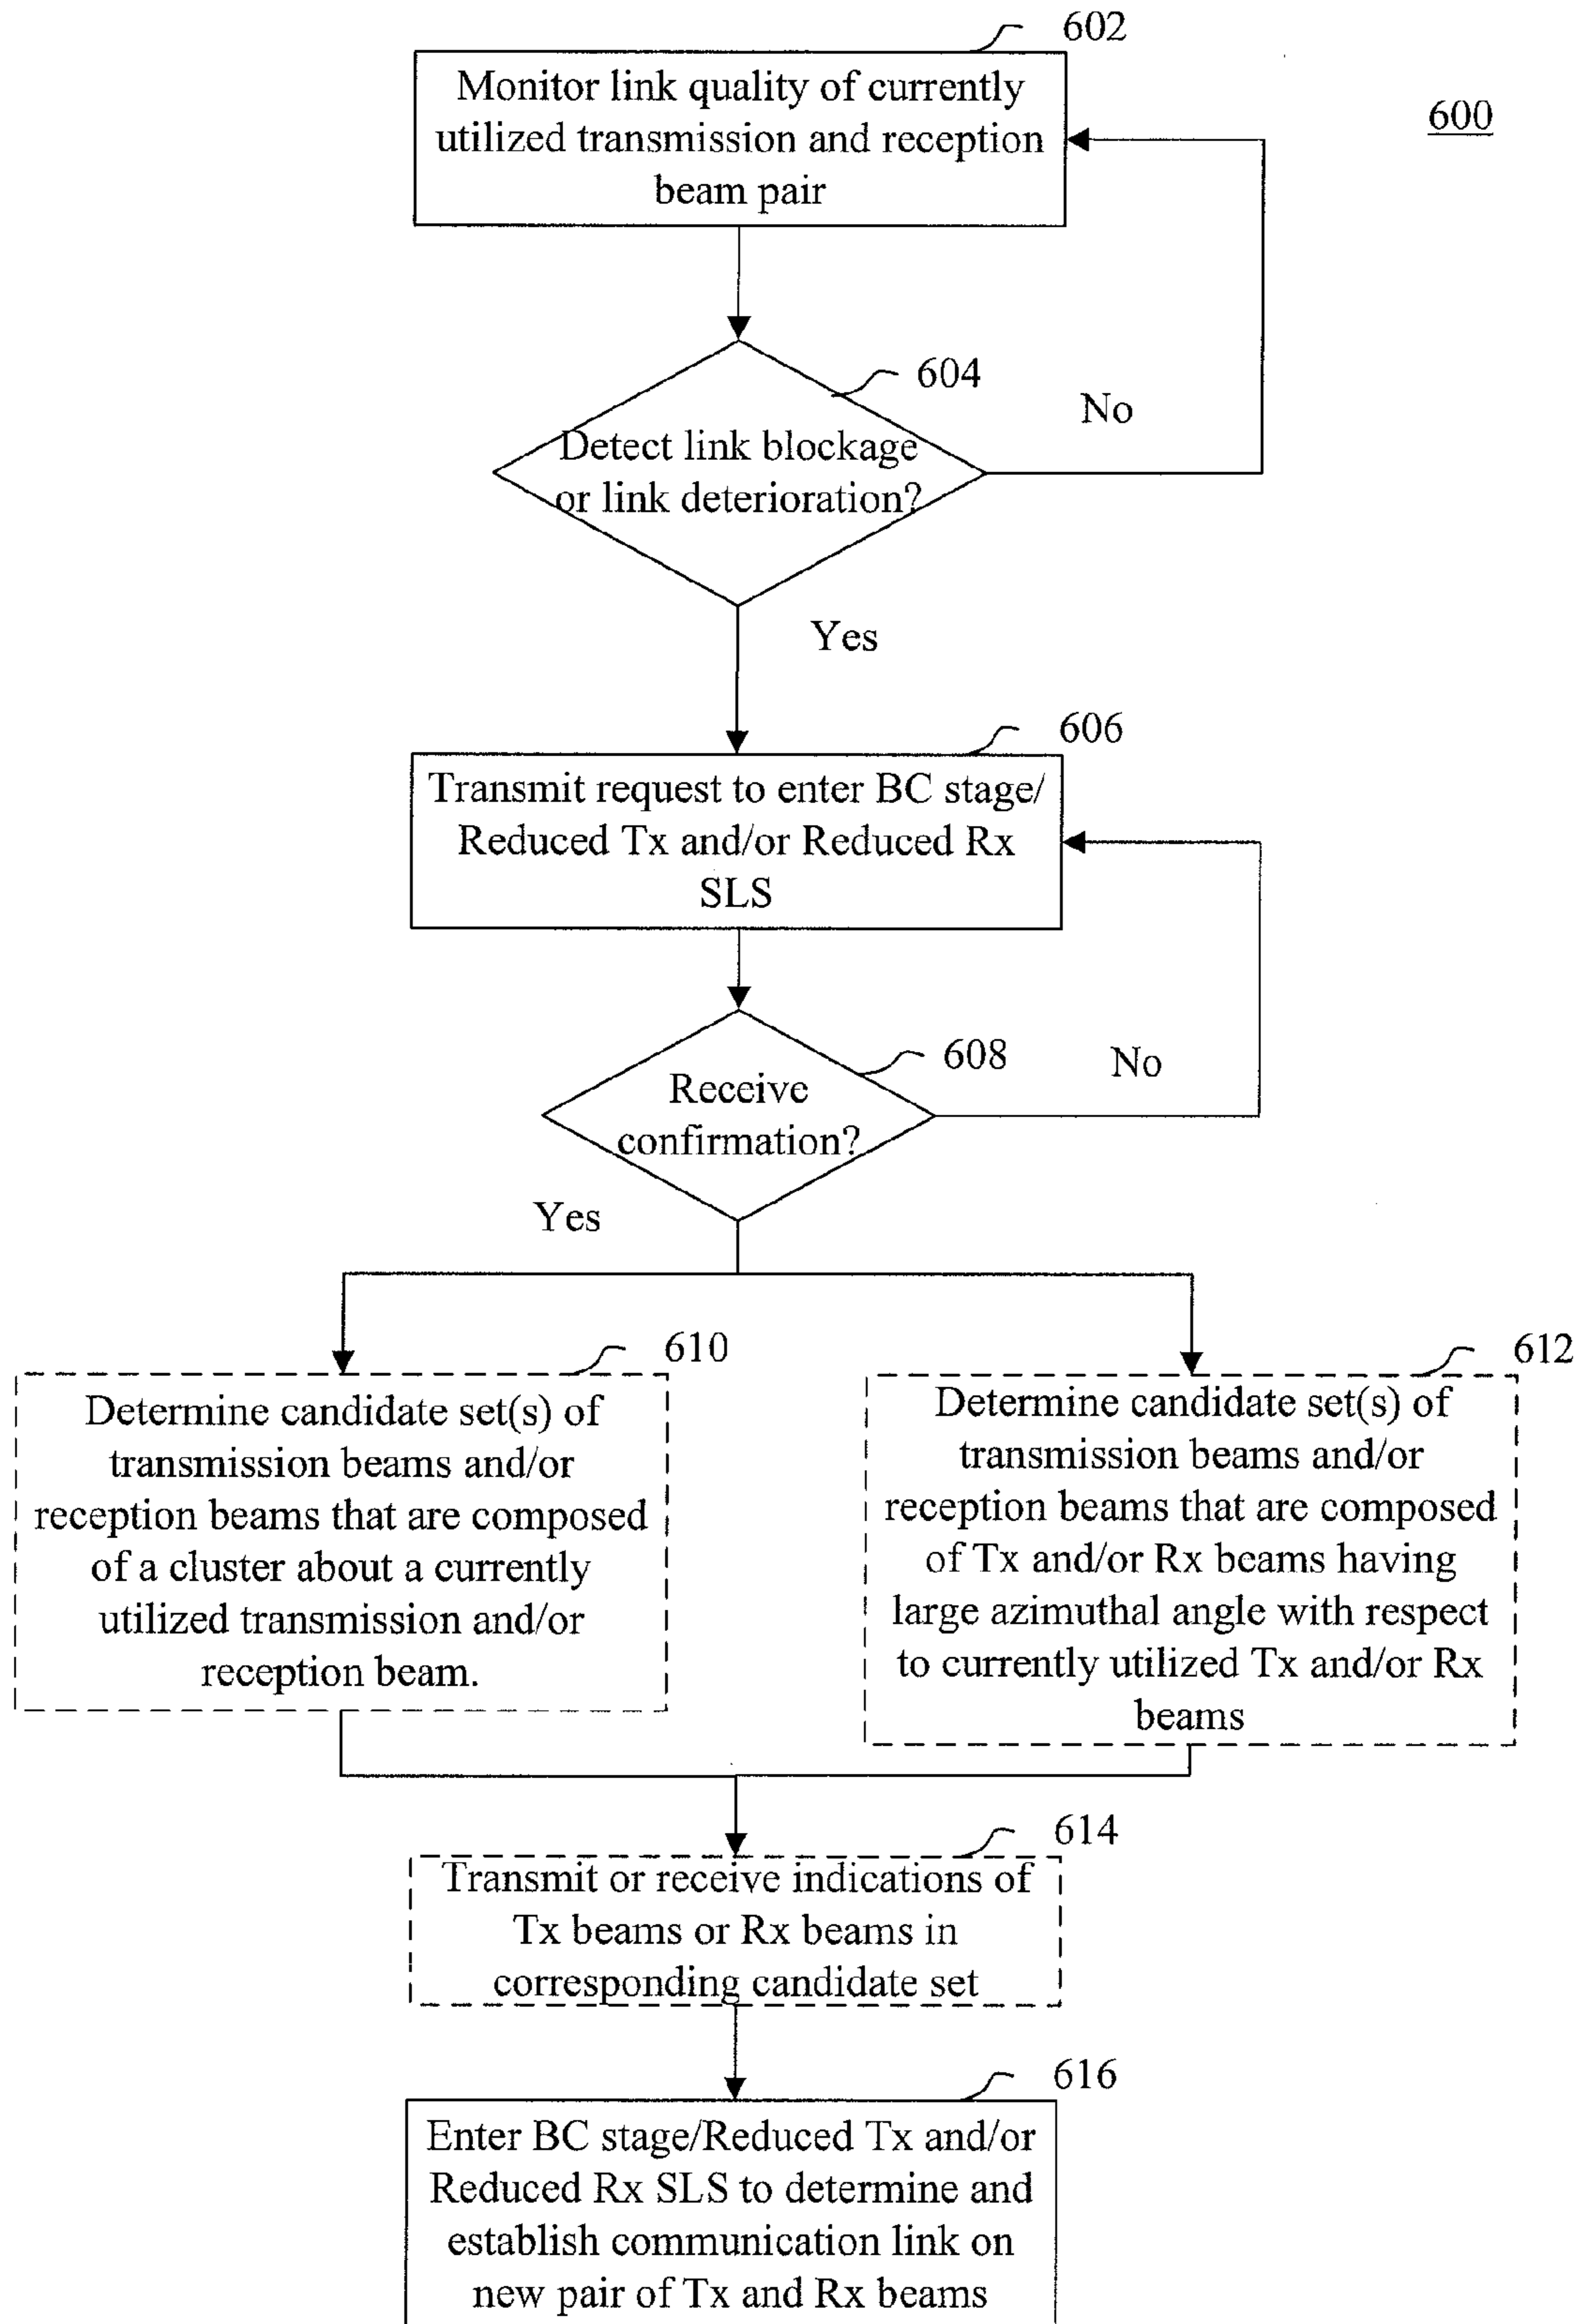 602
Monitor link quality of currently
utilized transmission and reception
beam pair
600
604
No
Detect link blockage
or link deterioration?
Yes
606
Transmit request to enter BC stage/
Reduced Tx and/or Reduced Rx
SLS
608
No
Receive
confirmation?
Yes
610
Determine candidate set(s) of
transmission beams and/or
reception beams that are composed
of a cluster about a currently
utilized transmission and/or
reception beam.
612
Determine candidate set(s) of
transmission beams and/or
reception beams that are composed
of Tx and/or Rx beams having
large azimuthal angle with respect
to currently utilized Tx and/or Rx
beams
614
Transmit or receive indications of
Tx beams or Rx beams in
corresponding candidate set
616
Enter BC stage/Reduced Tx and/or
Reduced Rx SLS to determine and
establish communication link on
new pair of Tx and Rx beams